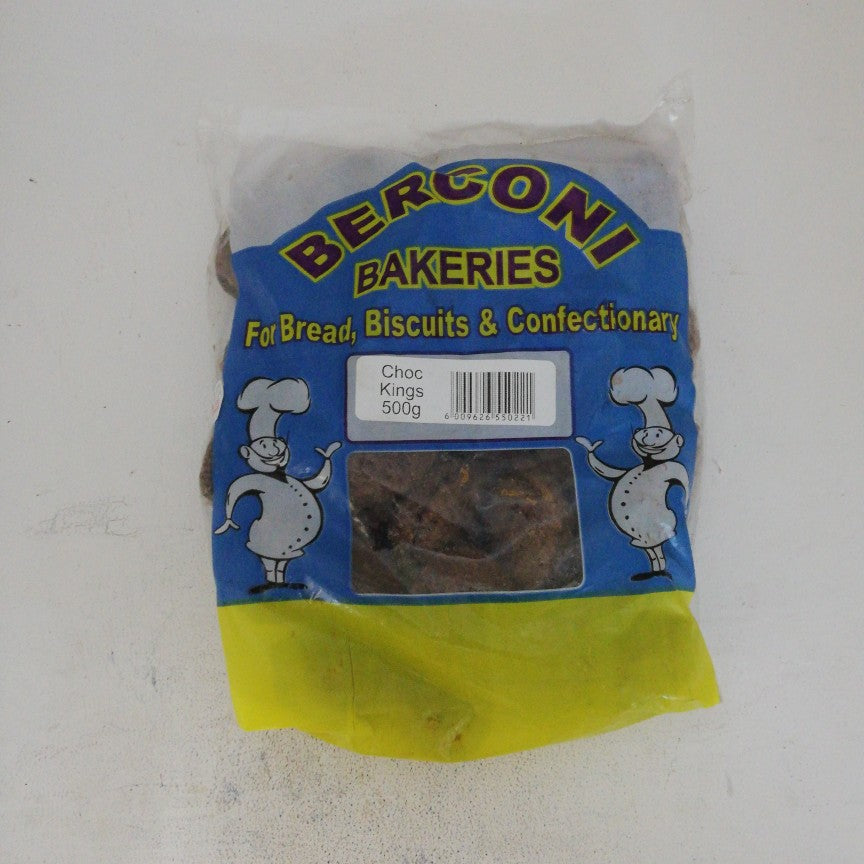 BERCONI
BAKERIES
For Bread, Biscuits & Confectionary
Choc
Kings
500g
6 009626 550221